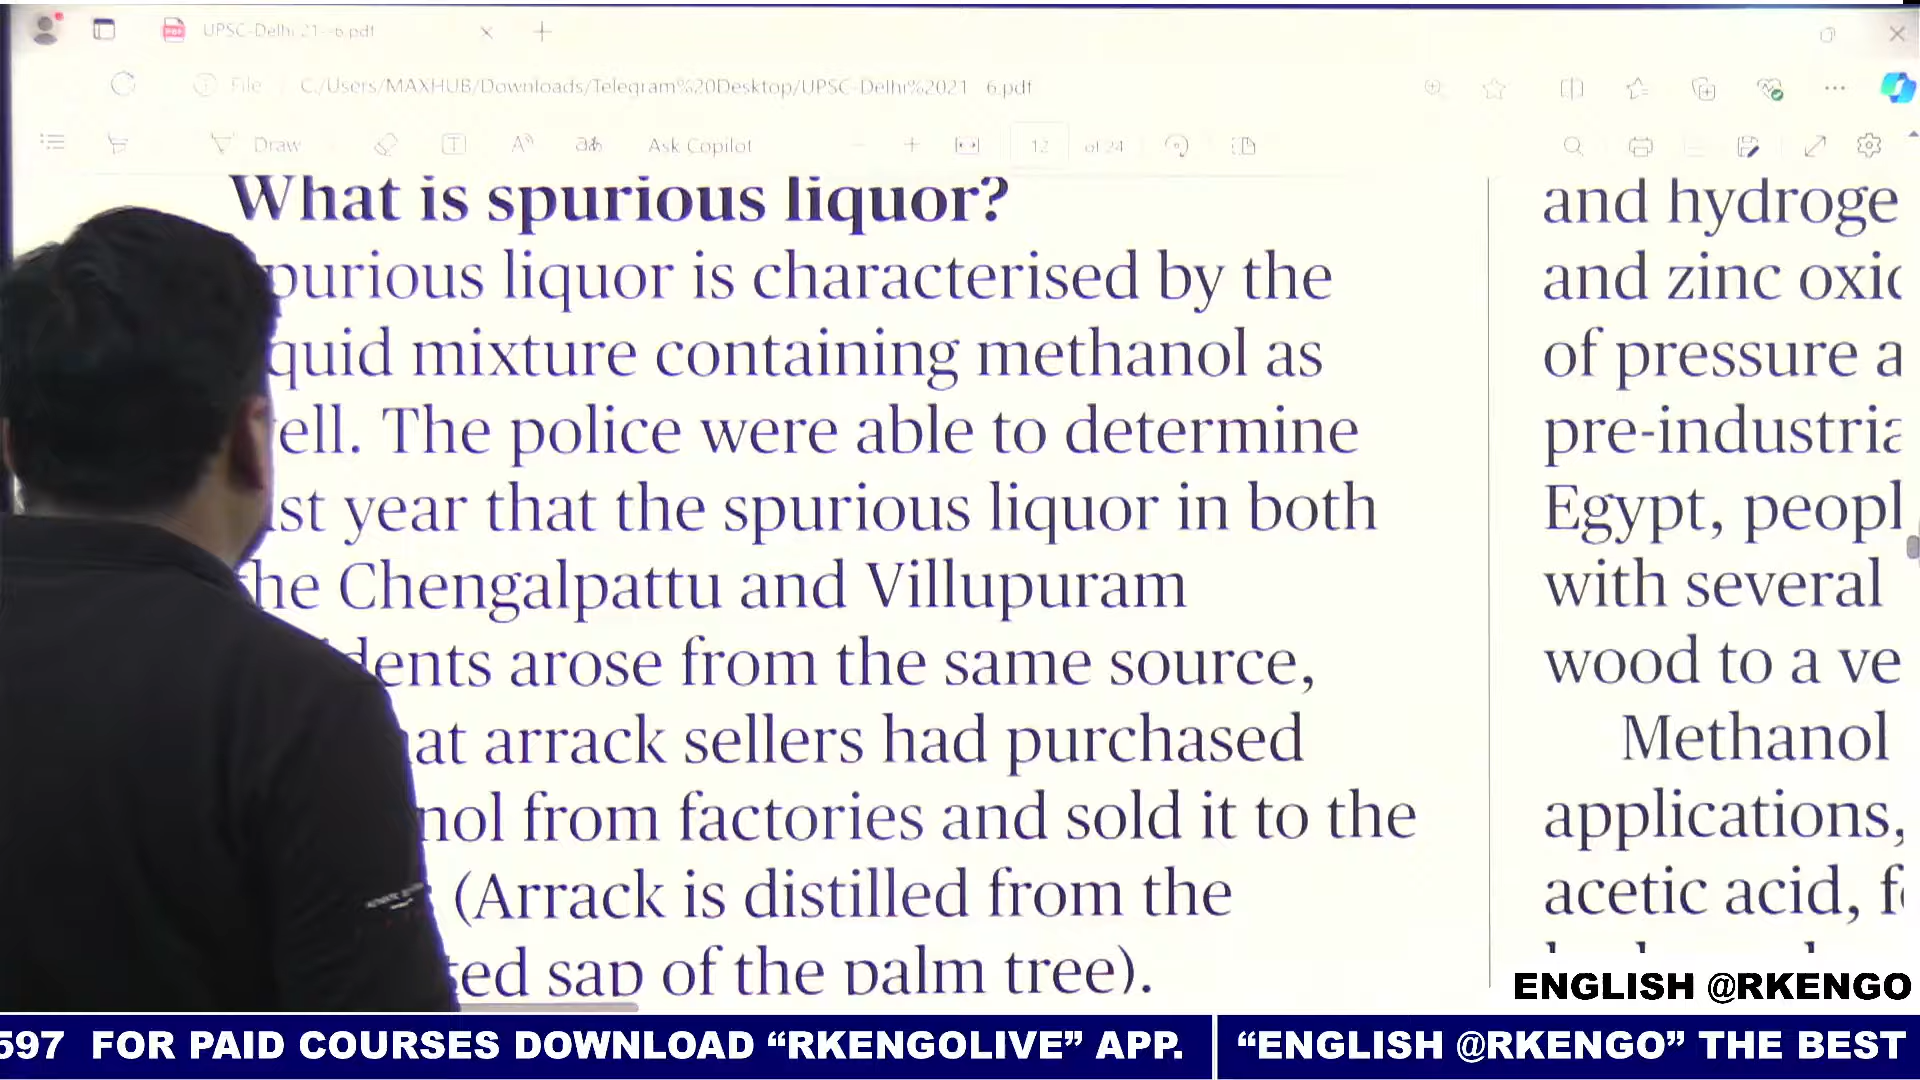 UPSC-Delhi 21--6.pdf
File C:/Users/MAXHUB/Downloads/Telegram%20Desktop/UPSC-Delhi%2021 6.pdf
Draw Ask Copilot 12 of 24
What is spurious liquor?
purious liquor is characterised by the
quid mixture containing methanol as
ell. The police were able to determine
st year that the spurious liquor in both
he Chengalpattu and Villupuram
dents arose from the same source,
at arrack sellers had purchased
nol from factories and sold it to the
(Arrack is distilled from the
ted sap of the palm tree).
and hydroge
and zinc oxic
of pressure a
pre-industria
Egypt, peopl
with several
wood to a ve
Methanol
applications,
acetic acid, f
ENGLISH @RKENGO
597 FOR PAID COURSES DOWNLOAD “RKENGOLIVE” APP. “ENGLISH @RKENGO” THE BEST